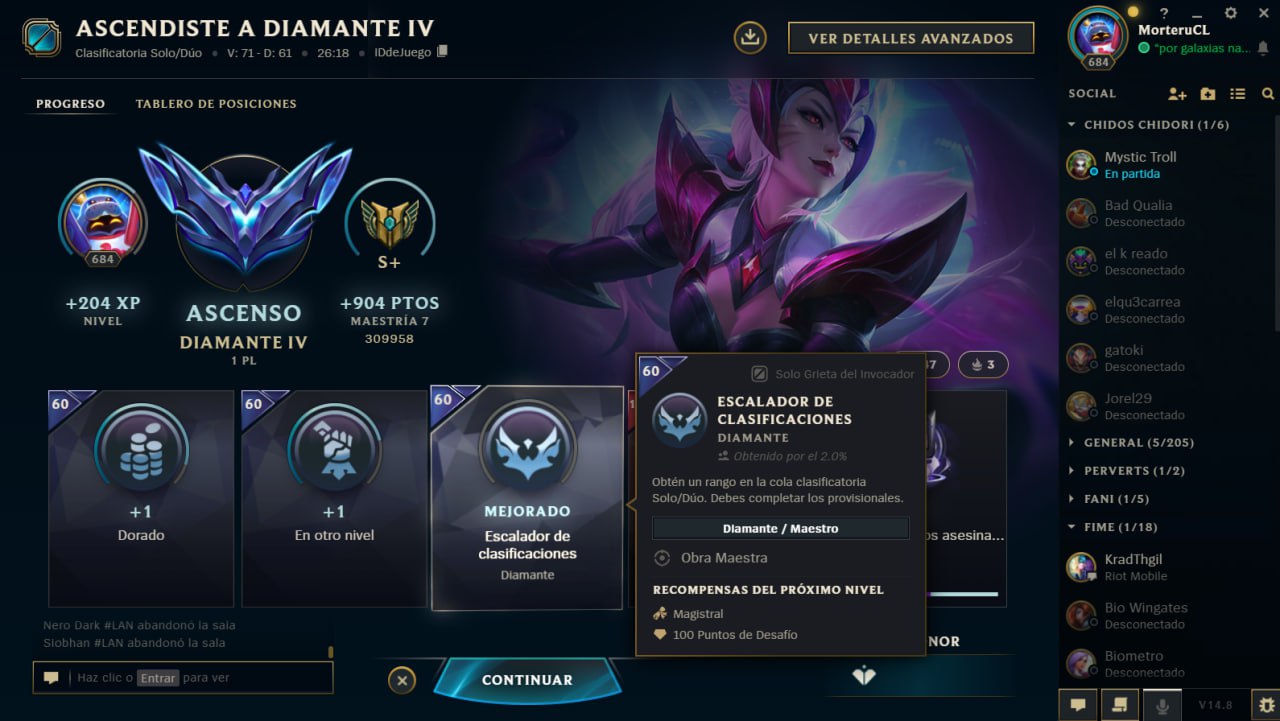 ASCENDISTE A DIAMANTE IV
Clasificatoria Solo/Dúo • V: 71 - D: 61 • 26:18 • IDdeJuego
VER DETALLES AVANZADOS
PROGRESO
TABLERO DE POSICIONES
684
+204 XP
NIVEL
ASCENSO
DIAMANTE IV
1 PL
S+
+904 PTOS
MAESTRÍA 7
309958
3
60
+1
Dorado
60
+1
En otro nivel
60
MEJORADO
Escalador de
clasificaciones
Diamante
60
Solo Grieta del Invocador
ESCALADOR DE
CLASIFICACIONES
DIAMANTE
Obtenido por el 2.0%
Obtén un rango en la cola clasificatoria
Solo/Dúo. Debes completar los provisionales.
Diamante / Maestro
Obra Maestra
RECOMPENSAS DEL PRÓXIMO NIVEL
Magistral
100 Puntos de Desafío
os asesina...
NOR
Nero Dark #LAN abandonó la sala
Siobhan #LAN abandonó la sala
Haz clic o Entrar para ver
CONTINUAR
?
MorteruCL
"por galaxias na...
684
SOCIAL
CHIDOS CHIDORI (1/6)
Mystic Troll
En partida
Bad Qualia
Desconectado
el k reado
Desconectado
elqu3carrea
Desconectado
gatoki
Desconectado
Jorel29
Desconectado
GENERAL (5/205)
PERVERTS (1/2)
FANI (1/5)
FIME (1/18)
KradThgil
Riot Mobile
Bio Wingates
Desconectado
Biometro
Desconectado
V14.8